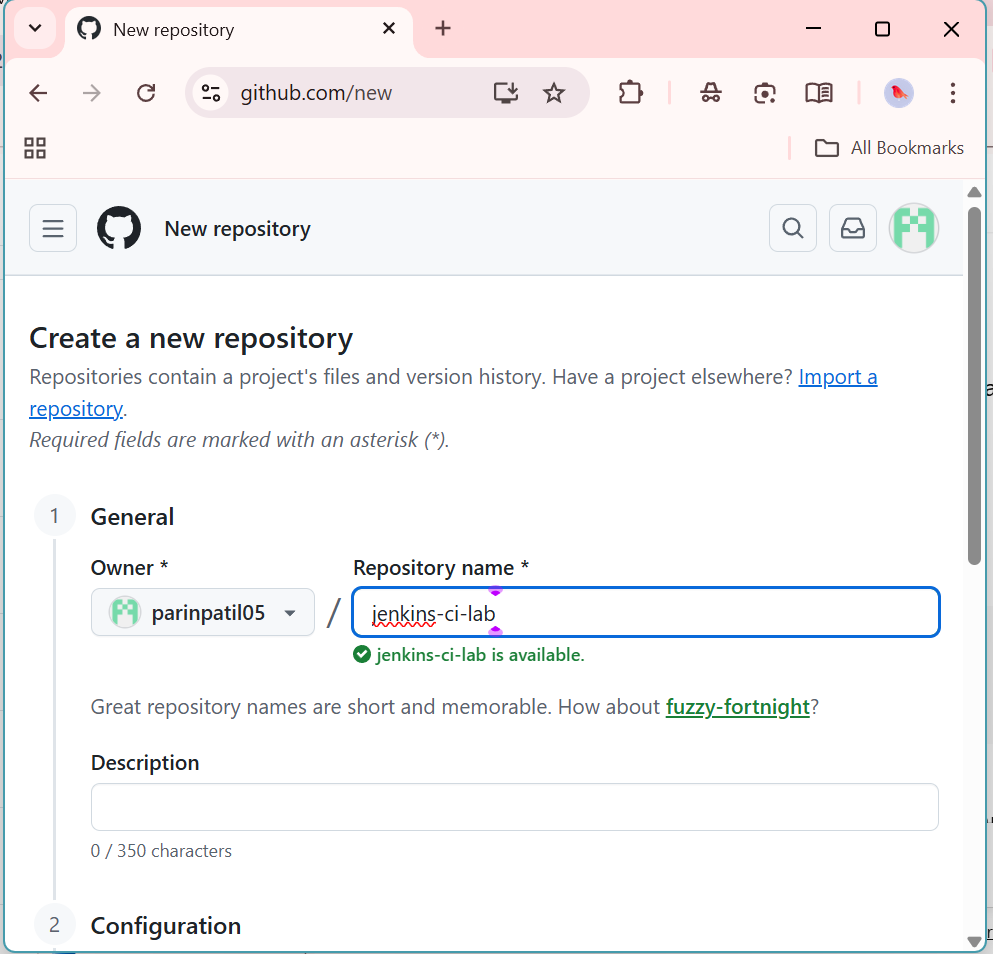 New repository
github.com/new
All Bookmarks
New repository
Create a new repository
Repositories contain a project's files and version history. Have a project elsewhere? Import a
repository.
Required fields are marked with an asterisk (*).
1 General
Owner * Repository name *
parinpatil05 / jenkins-ci-lab
jenkins-ci-lab is available.
Great repository names are short and memorable. How about fuzzy-fortnight?
Description
0 / 350 characters
2 Configuration